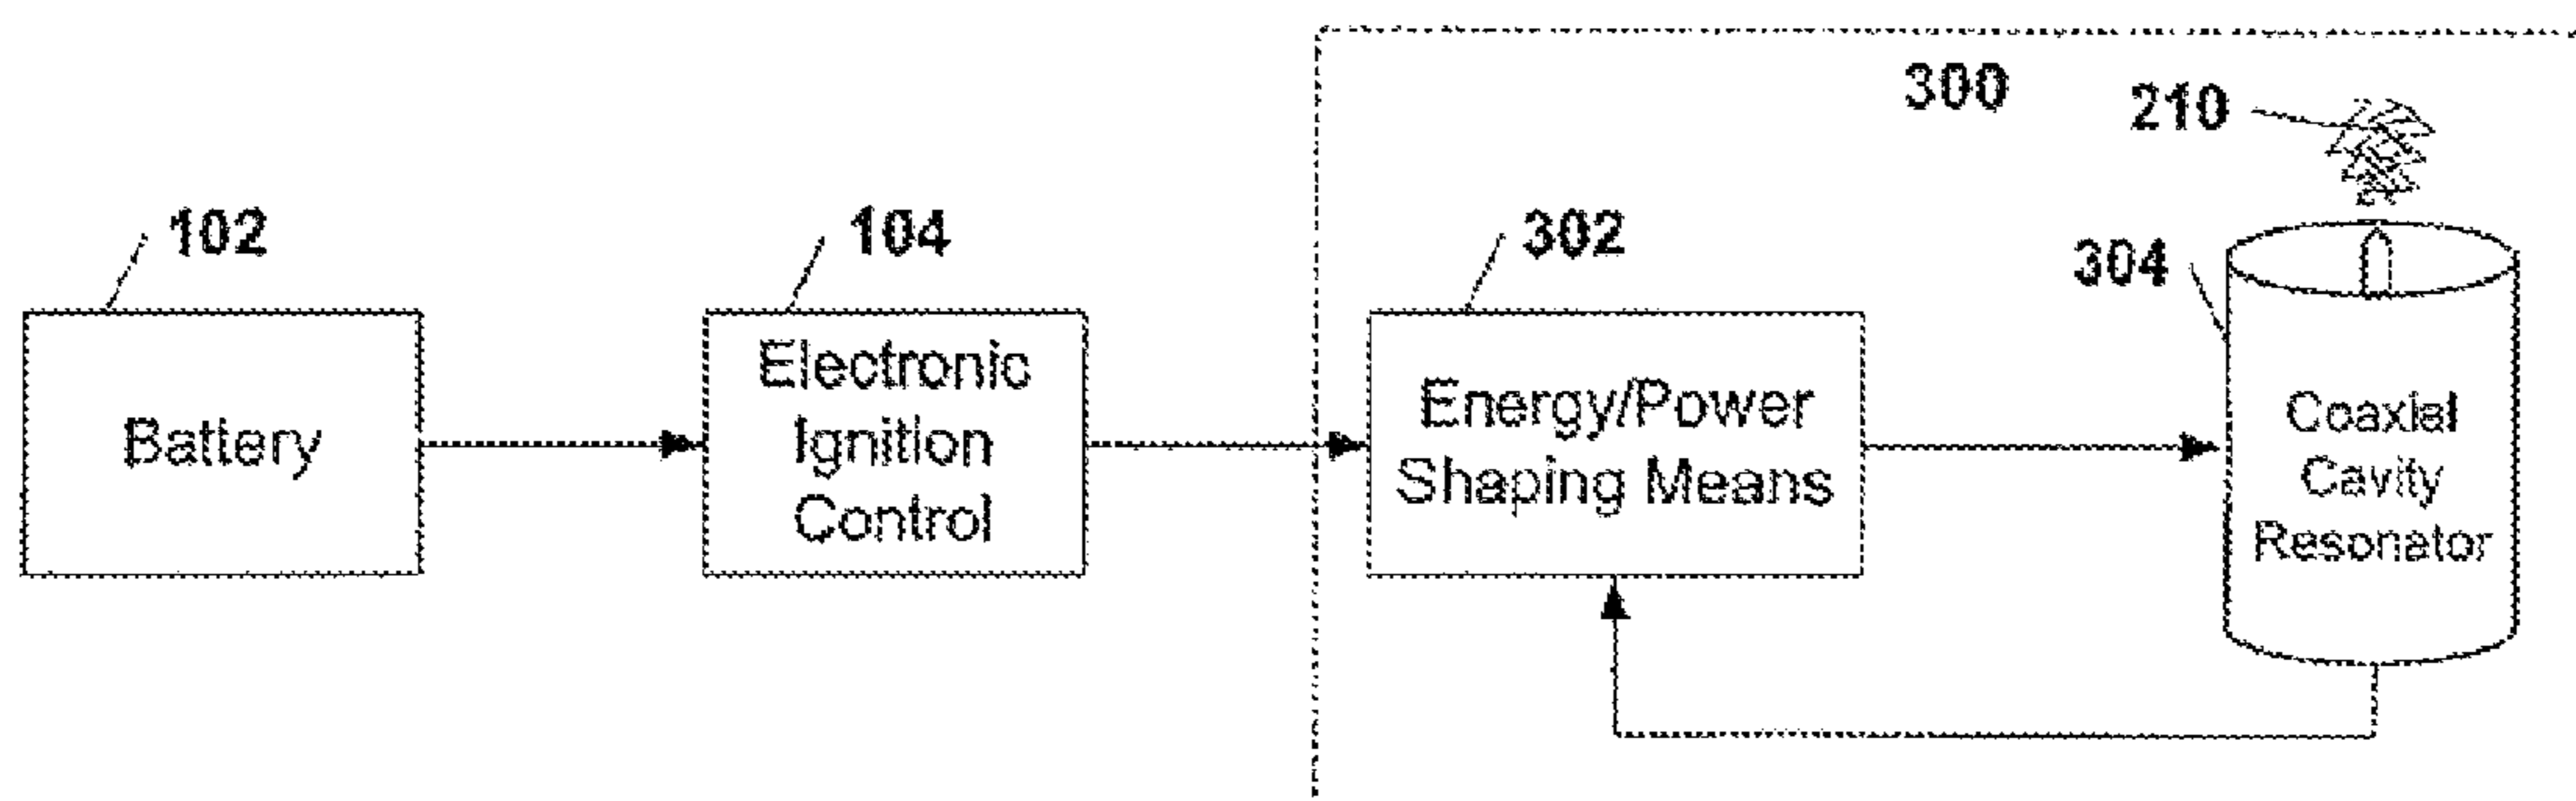 300
210
102
104
302
304
Battery
Electronic
Ignition
Control
Energy/Power
Shaping Means
Coaxial
Cavity
Resonator